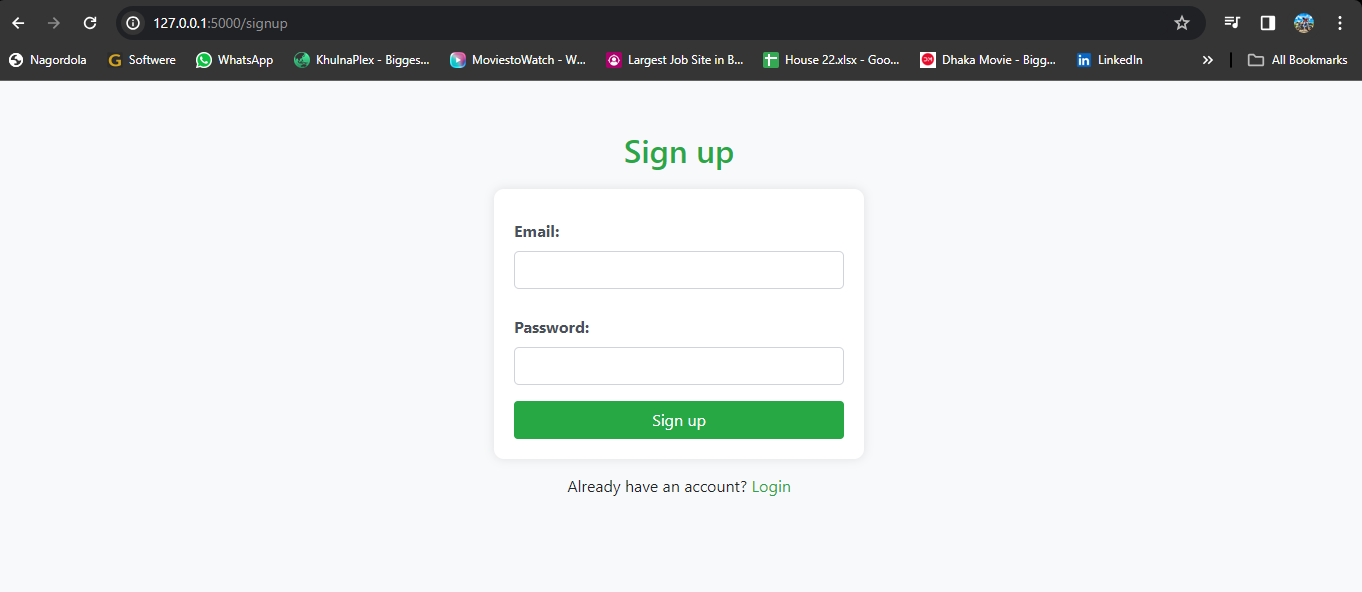 127.0.0.1:5000/signup
Nagordola Softwere WhatsApp KhulnaPlex - Bigges... MoviestoWatch - W... Largest Job Site in B... House 22.xlsx - Goo... Dhaka Movie - Bigg... LinkedIn » All Bookmarks
Sign up
Email:
Password:
Sign up
Already have an account? Login